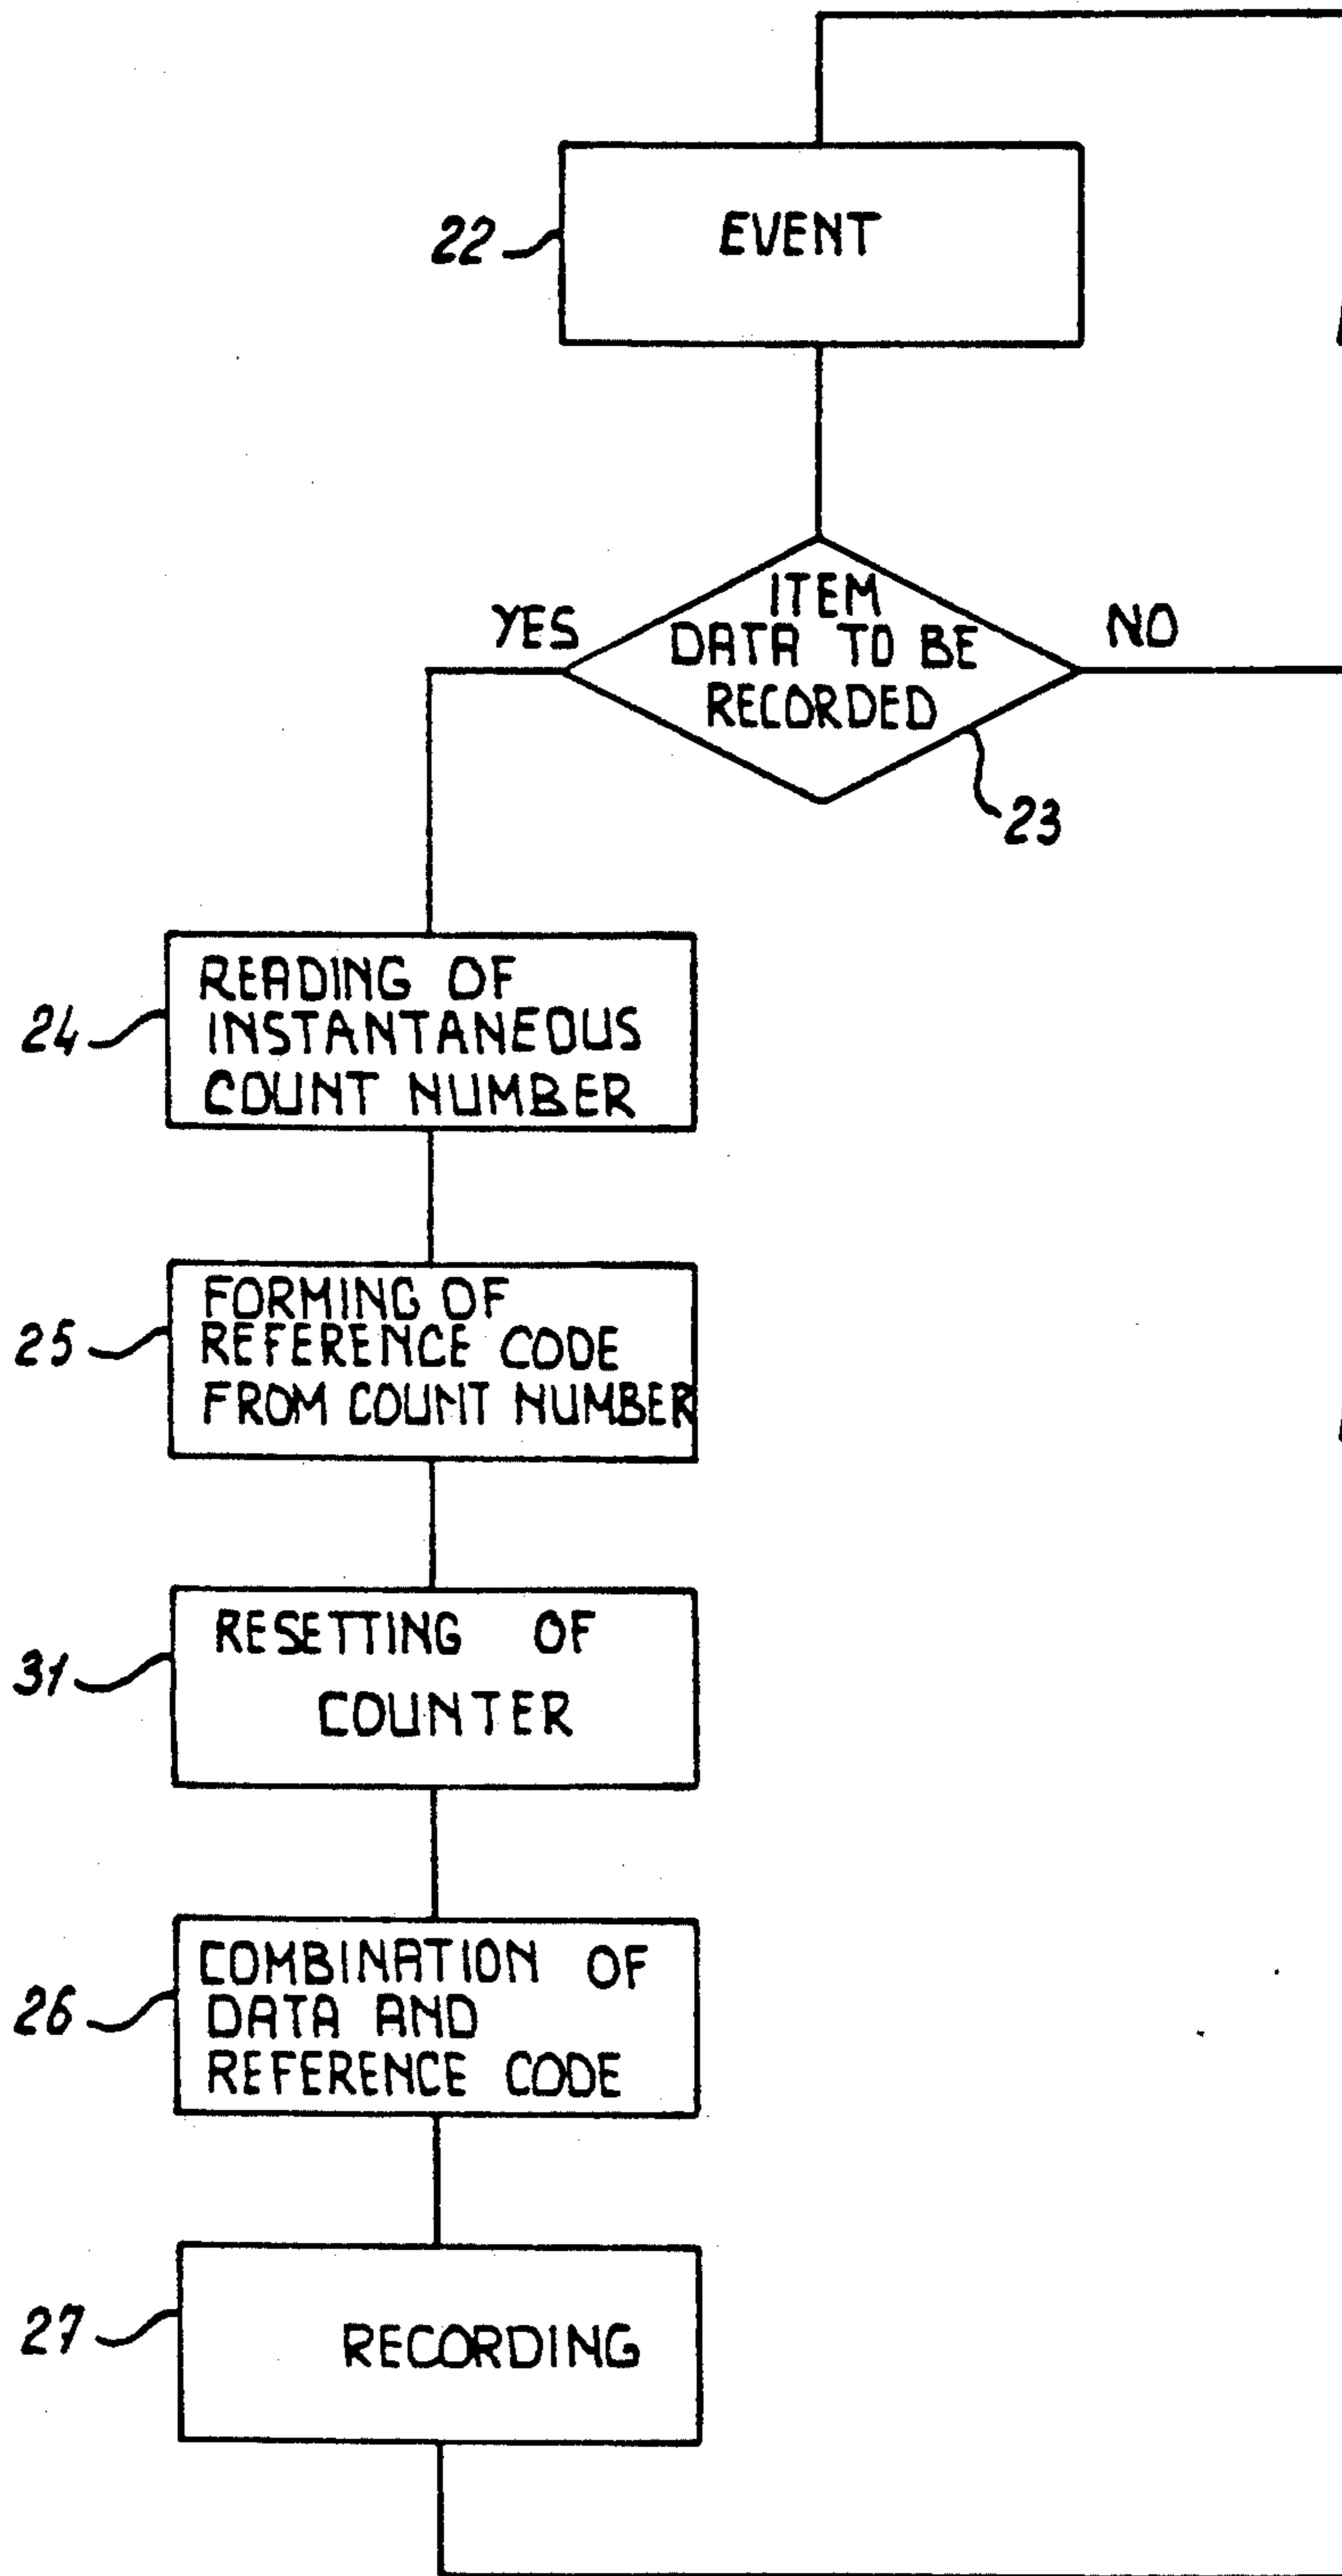 22
EVENT
YES
ITEM
DATA TO BE
RECORDED
NO
23
24
READING OF
INSTANTANEOUS
COUNT NUMBER
25
FORMING OF
REFERENCE CODE
FROM COUNT NUMBER
31
RESETTING OF
COUNTER
26
COMBINATION OF
DATA AND
REFERENCE CODE
27
RECORDING